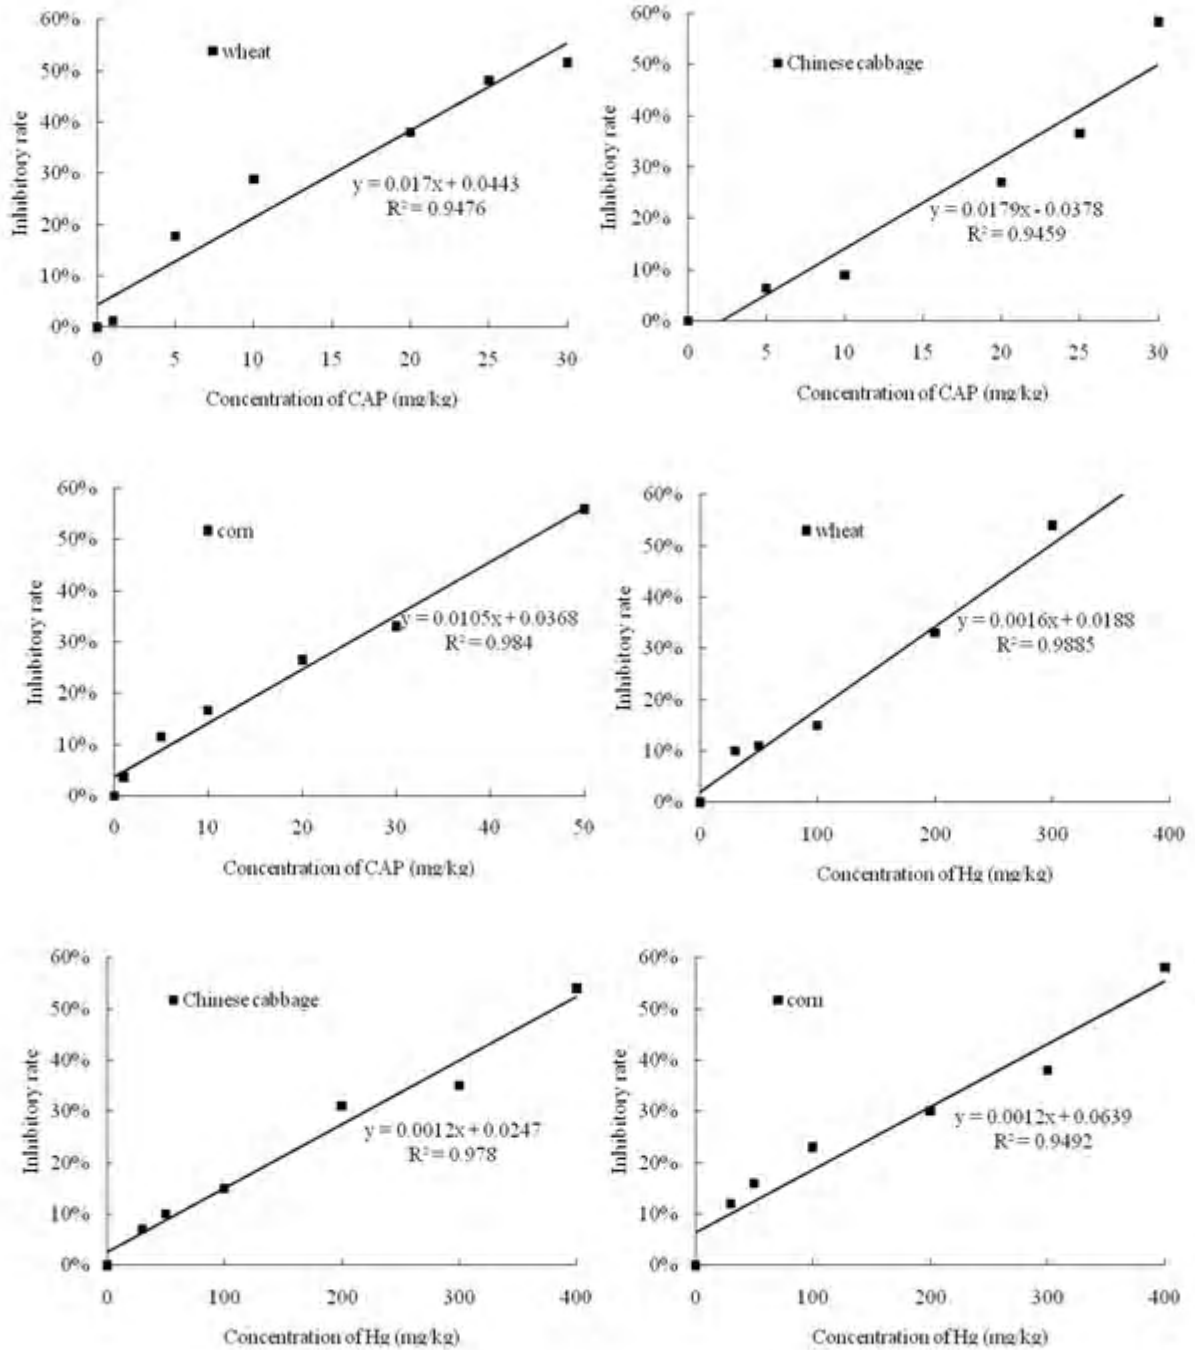 60%
50%
40%
30%
20%
10%
0%
Inhibitory rate
wheat
y = 0.017x + 0.0443
R² = 0.9476
0 5 10 15 20 25 30
Concentration of CAP (mg/kg)
60%
50%
40%
30%
20%
10%
0%
Inhibitory rate
Chinese cabbage
y = 0.0179x - 0.0378
R² = 0.9459
0 5 10 15 20 25 30
Concentration of CAP (mg/kg)
60%
50%
40%
30%
20%
10%
0%
Inhibitory rate
corn
y = 0.0105x + 0.0368
R² = 0.984
0 10 20 30 40 50
Concentration of CAP (mg/kg)
60%
50%
40%
30%
20%
10%
0%
Inhibitory rate
wheat
y = 0.0016x + 0.0188
R² = 0.9885
0 100 200 300 400
Concentration of Hg (mg/kg)
60%
50%
40%
30%
20%
10%
0%
Inhibitory rate
Chinese cabbage
y = 0.0012x + 0.0247
R² = 0.978
0 100 200 300 400
Concentration of Hg (mg/kg)
60%
50%
40%
30%
20%
10%
0%
Inhibitory rate
corn
y = 0.0012x + 0.0639
R² = 0.9492
0 100 200 300 400
Concentration of Hg (mg/kg)